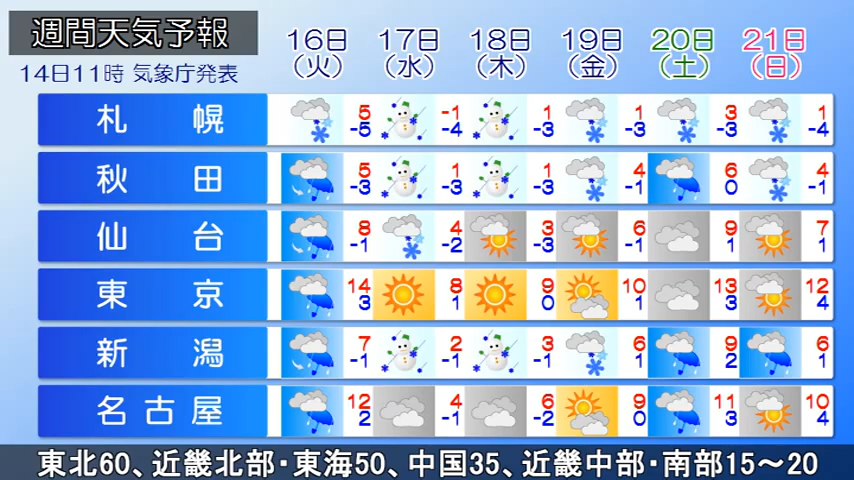 週間天気予報
14日11時 気象庁発表
16日 17日 18日 19日 20日 21日
(火) (水) (木) (金) (土) (日)
札幌 5 -5 -1 -4 1 -3 1 -3 3 -3 1 -4
秋田 5 -3 1 -3 1 -3 4 -1 6 0 4 -1
仙台 8 -1 4 -2 3 -3 6 -1 9 1 7 1
東京 14 3 8 1 9 0 10 1 13 3 12 4
新潟 7 -1 2 -1 3 -1 6 1 9 2 6 1
名古屋 12 2 4 -1 6 -2 9 0 11 3 10 4
東北60、近畿北部・東海50、中国35、近畿中部・南部15～20